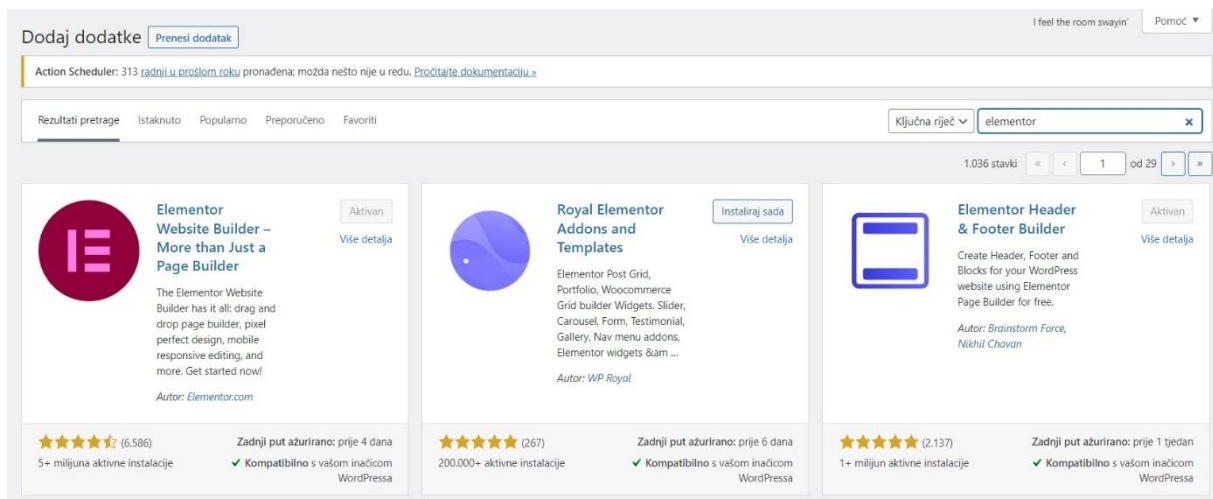 I feel the room swayin' Pomoć
Dodaj dodatke Prenesi dodatak
Action Scheduler: 313 radnji u prošlom roku pronađena; možda nešto nije u redu. Pročitajte dokumentaciju »
Rezultati pretrage Istaknuto Popularno Preporučeno Favoriti Ključna riječ elementor
1.036 stavki « ‹ 1 od 29 › »
Elementor
Website Builder –
More than Just a
Page Builder
Aktivan
Više detalja
The Elementor Website
Builder has it all: drag and
drop page builder, pixel
perfect design, mobile
responsive editing, and
more. Get started now!
Autor: Elementor.com
(6.586) Zadnji put ažurirano: prije 4 dana
5+ milijuna aktivne instalacije Kompatibilno s vašom inačicom
WordPressa
Royal Elementor
Addons and
Templates
Instaliraj sada
Više detalja
Elementor Post Grid,
Portfolio, Woocommerce
Grid builder Widgets. Slider,
Carousel, Form, Testimonial,
Gallery, Nav menu addons,
Elementor widgets &am ...
Autor: WP Royal
(267) Zadnji put ažurirano: prije 6 dana
200.000+ aktivne instalacije Kompatibilno s vašom inačicom
WordPressa
Elementor Header
& Footer Builder
Aktivan
Više detalja
Create Header, Footer and
Blocks for your WordPress
website using Elementor
Page Builder for free.
Autor: Brainstorm Force,
Nikhil Chavan
(2.137) Zadnji put ažurirano: prije 1 tjedan
1+ milijun aktivne instalacije Kompatibilno s vašom inačicom
WordPressa